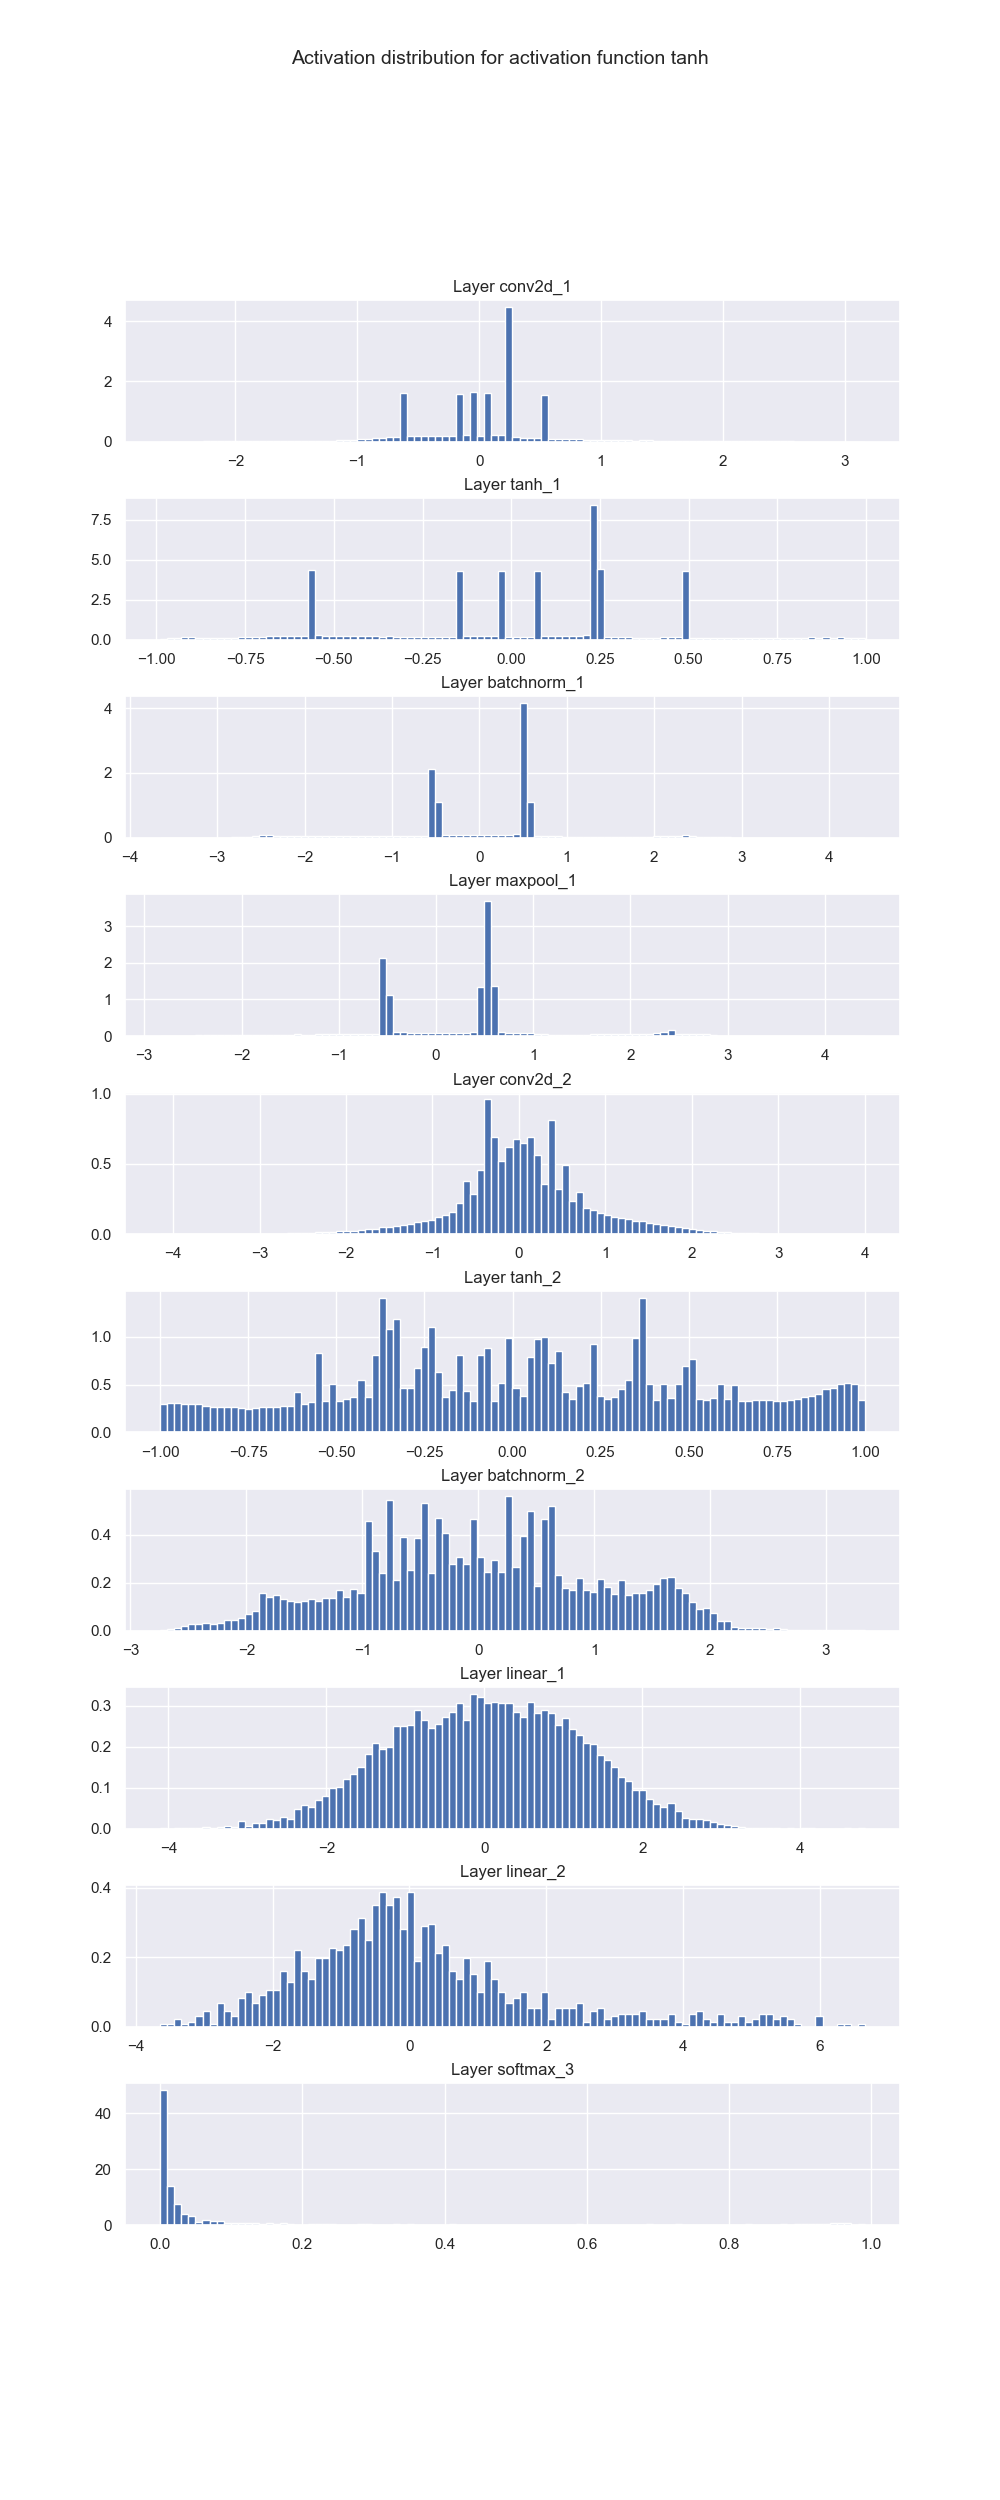 Activation distribution for activation function tanh
Layer conv2d_1
4
2
0
−2 −1 0 1 2 3
Layer tanh_1
7.5
5.0
2.5
0.0
−1.00 −0.75 −0.50 −0.25 0.00 0.25 0.50 0.75 1.00
Layer batchnorm_1
4
2
0
−4 −3 −2 −1 0 1 2 3 4
Layer maxpool_1
3
2
1
0
−3 −2 −1 0 1 2 3 4
Layer conv2d_2
1.0
0.5
0.0
−4 −3 −2 −1 0 1 2 3 4
Layer tanh_2
1.0
0.5
0.0
−1.00 −0.75 −0.50 −0.25 0.00 0.25 0.50 0.75 1.00
Layer batchnorm_2
0.4
0.2
0.0
−3 −2 −1 0 1 2 3
Layer linear_1
0.3
0.2
0.1
0.0
−4 −2 0 2 4
Layer linear_2
0.4
0.2
0.0
−4 −2 0 2 4 6
Layer softmax_3
40
20
0
0.0 0.2 0.4 0.6 0.8 1.0